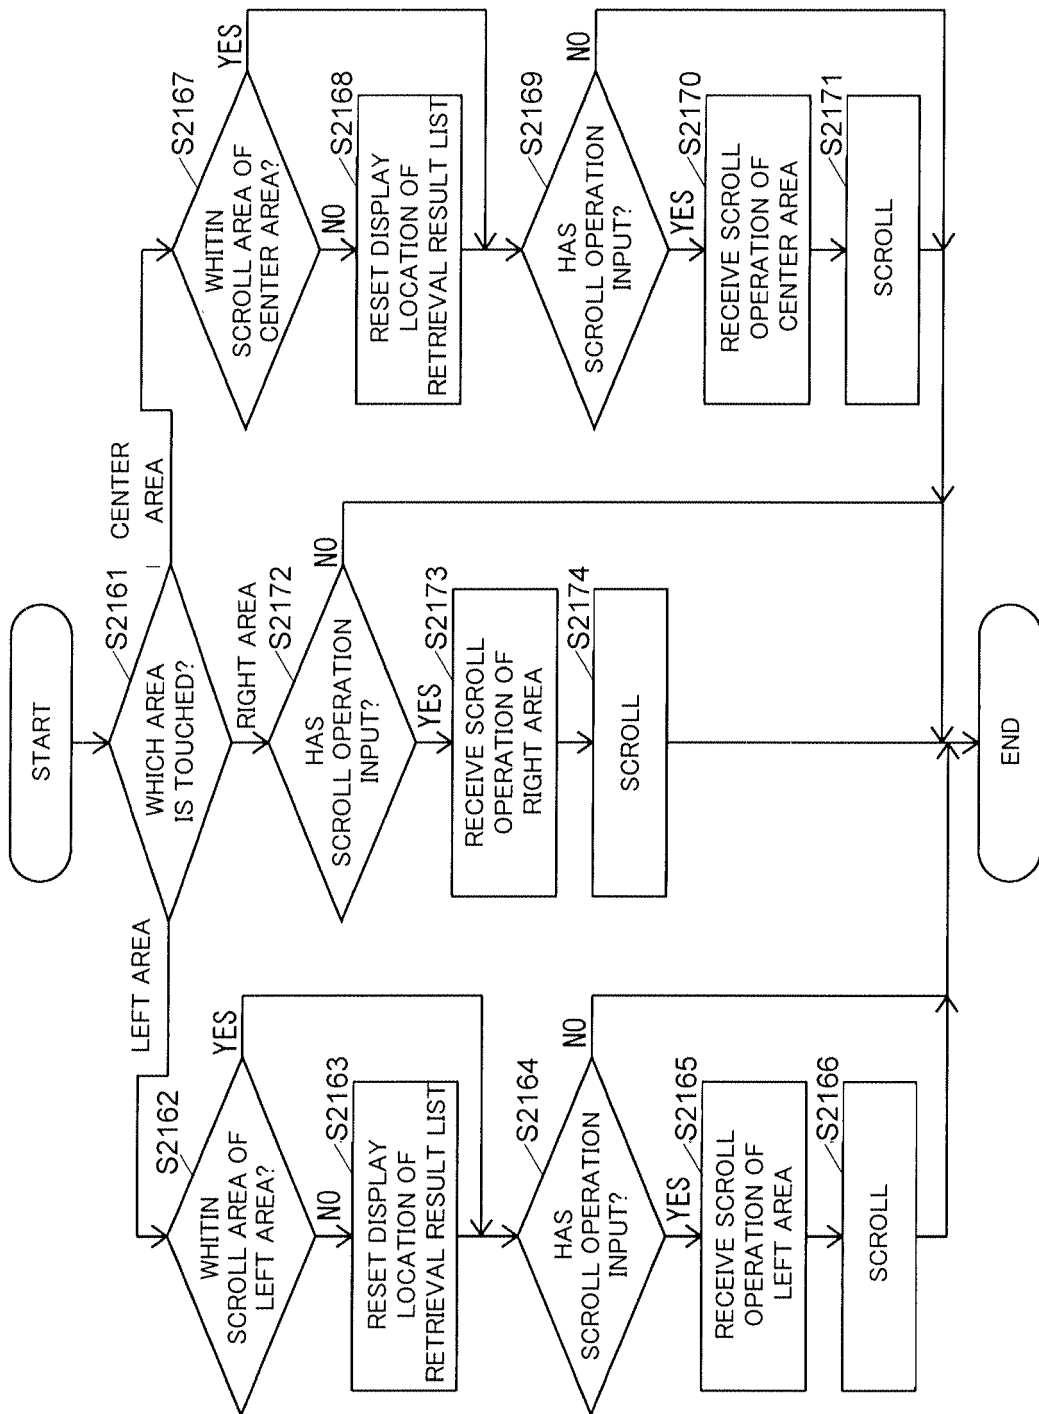 START
S2161
WHICH AREA
IS TOUCHED?
LEFT AREA
RIGHT AREA
CENTER
AREA
S2162
WHITIN
SCROLL AREA OF
LEFT AREA?
YES
NO
S2163
RESET DISPLAY
LOCATION OF
RETRIEVAL RESULT LIST
S2164
HAS
SCROLL OPERATION
INPUT?
NO
YES
S2165
RECEIVE SCROLL
OPERATION OF
LEFT AREA
S2166
SCROLL
S2172
HAS
SCROLL OPERATION
INPUT?
NO
YES
S2173
RECEIVE SCROLL
OPERATION OF
RIGHT AREA
S2174
SCROLL
S2167
WHITIN
SCROLL AREA OF
CENTER AREA?
YES
NO
S2168
RESET DISPLAY
LOCATION OF
RETRIEVAL RESULT LIST
S2169
HAS
SCROLL OPERATION
INPUT?
NO
YES
S2170
RECEIVE SCROLL
OPERATION OF
CENTER AREA
S2171
SCROLL
END